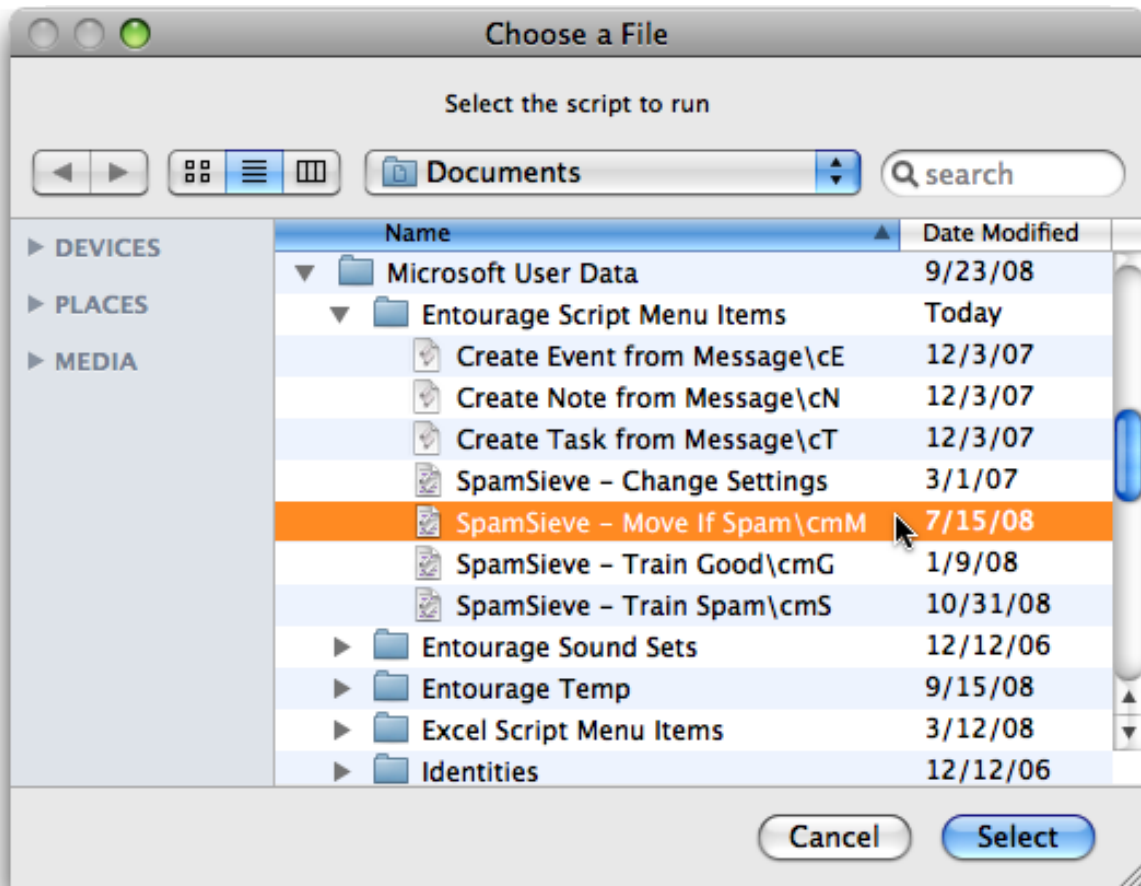 Choose a File
Select the script to run
Documents
search
DEVICES
PLACES
MEDIA
Name Date Modified
Microsoft User Data 9/23/08
Entourage Script Menu Items Today
Create Event from Message\cE 12/3/07
Create Note from Message\cN 12/3/07
Create Task from Message\cT 12/3/07
SpamSieve – Change Settings 3/1/07
SpamSieve – Move If Spam\cmM 7/15/08
SpamSieve – Train Good\cmG 1/9/08
SpamSieve – Train Spam\cmS 10/31/08
Entourage Sound Sets 12/12/06
Entourage Temp 9/15/08
Excel Script Menu Items 3/12/08
Identities 12/12/06
Cancel Select